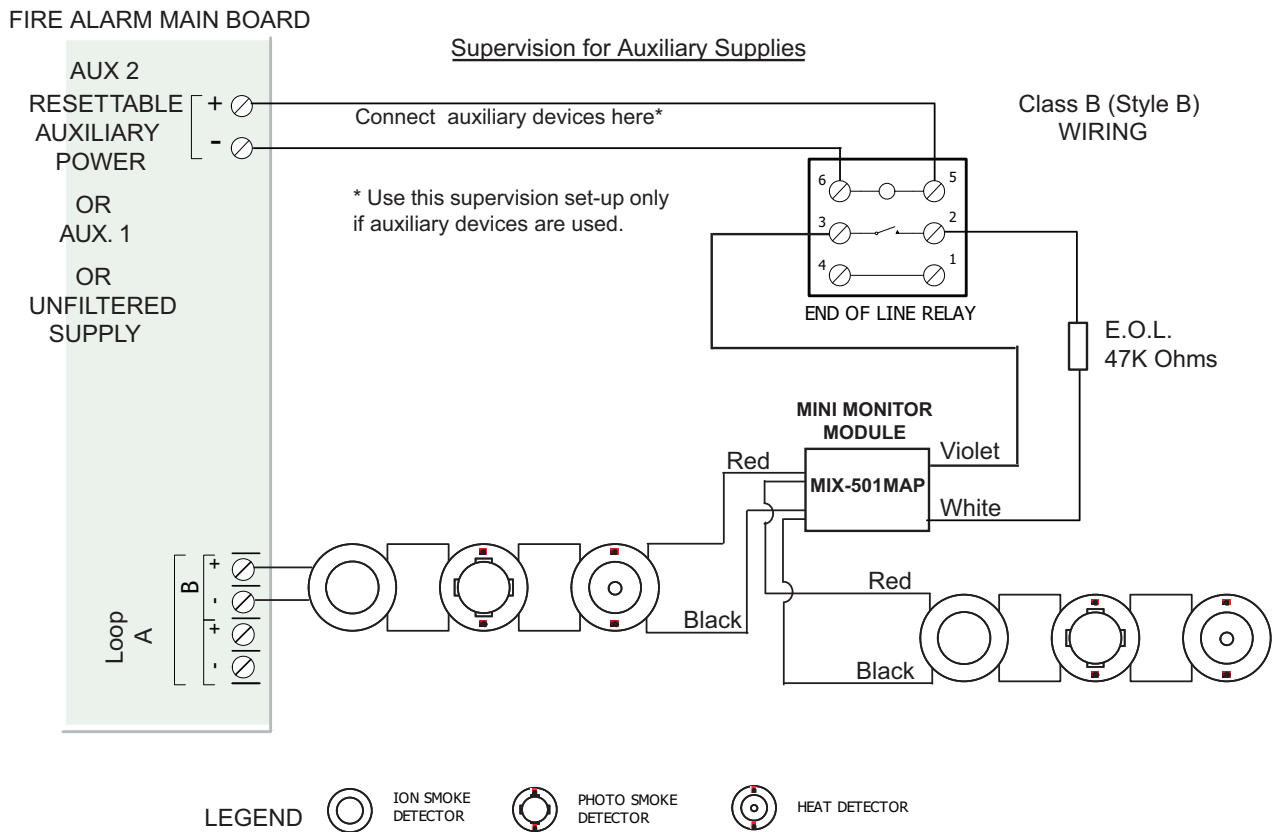 FIRE ALARM MAIN BOARD
Supervision for Auxiliary Supplies
AUX 2
RESETTABLE
AUXILIARY
POWER
+
-
OR
AUX. 1
OR
UNFILTERED
SUPPLY
Connect auxiliary devices here*
* Use this supervision set-up only
if auxiliary devices are used.
Class B (Style B)
WIRING
6
5
3
2
4
1
END OF LINE RELAY
E.O.L.
47K Ohms
MINI MONITOR
MODULE
MIX-501MAP
Violet
White
Red
Black
Red
Black
Loop
A
B
+
-
+
-
LEGEND
ION SMOKE
DETECTOR
PHOTO SMOKE
DETECTOR
HEAT DETECTOR